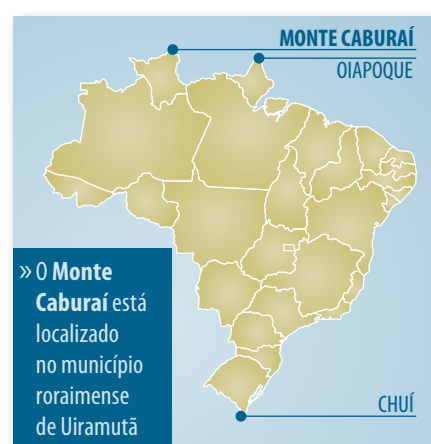 MONTE CABURAÍ
OIAPOQUE
» O Monte
Caburaí está
localizado
no município
roraimense
de Uiramutã
CHUÍ